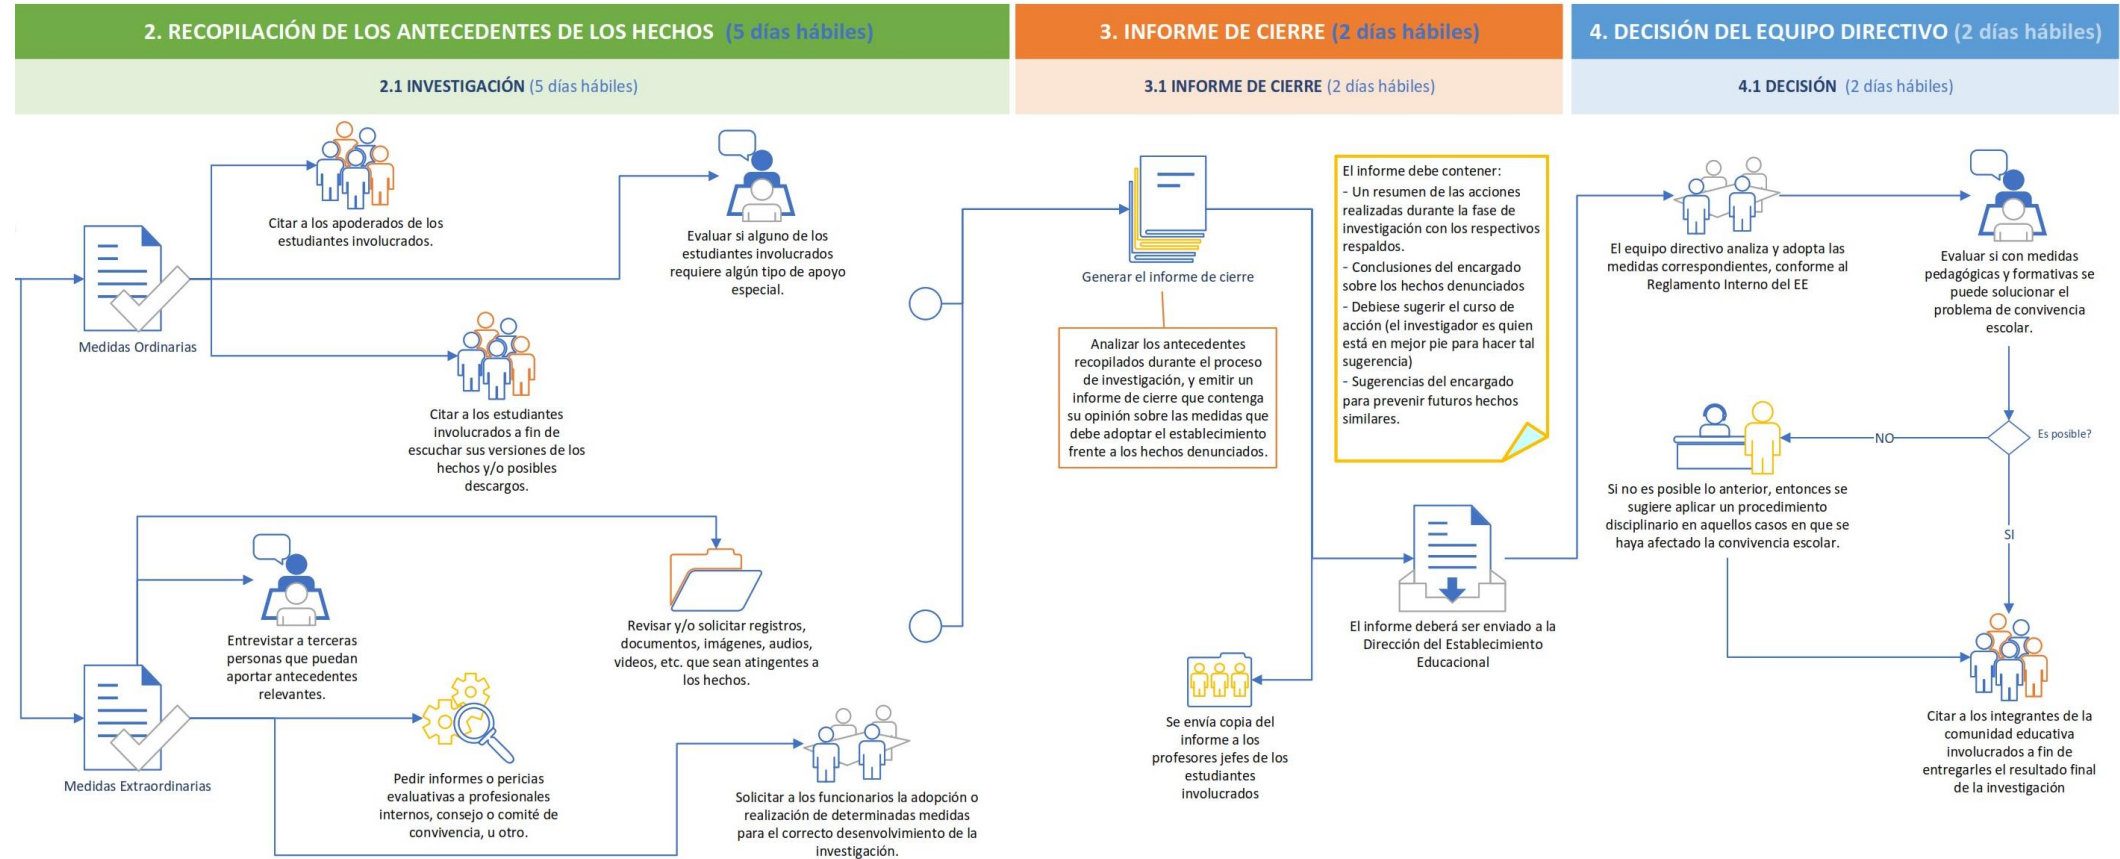 2. RECOPILACIÓN DE LOS ANTECEDENTES DE LOS HECHOS (5 días hábiles)
2.1 INVESTIGACIÓN (5 días hábiles)
Citar a los apoderados de los
estudiantes involucrados.
Evaluar si alguno de los
estudiantes involucrados
requiere algún tipo de apoyo
especial.
Medidas Ordinarias
Citar a los estudiantes
involucrados a fin de
escuchar sus versiones de los
hechos y/o posibles
descargos.
Entrevistar a terceras
personas que puedan
aportar antecedentes
relevantes.
Revisar y/o solicitar registros,
documentos, imágenes, audios,
videos, etc. que sean atingentes a
los hechos.
Medidas Extraordinarias
Pedir informes o pericias
evaluativas a profesionales
internos, consejo o comité de
convivencia, u otro.
Solicitar a los funcionarios la adopción o
realización de determinadas medidas
para el correcto desenvolvimiento de la
investigación.
3. INFORME DE CIERRE (2 días hábiles)
3.1 INFORME DE CIERRE (2 días hábiles)
Generar el informe de cierre
Analizar los antecedentes
recopilados durante el proceso
de investigación, y emitir un
informe de cierre que contenga
su opinión sobre las medidas que
debe adoptar el establecimiento
frente a los hechos denunciados.
El informe debe contener:
- Un resumen de las acciones
realizadas durante la fase de
investigación con los respectivos
respaldos.
- Conclusiones del encargado
sobre los hechos denunciados
- Debiese sugerir el curso de
acción (el investigador es quien
está en mejor pie para hacer tal
sugerencia)
- Sugerencias del encargado
para prevenir futuros hechos
similares.
El informe deberá ser enviado a la
Dirección del Establecimiento
Educacional
Se envía copia del
informe a los
profesores jefes de los
estudiantes
involucrados
4. DECISIÓN DEL EQUIPO DIRECTIVO (2 días hábiles)
4.1 DECISIÓN (2 días hábiles)
El equipo directivo analiza y adopta las
medidas correspondientes, conforme al
Reglamento Interno del EE
Evaluar si con medidas
pedagógicas y formativas se
puede solucionar el
problema de convivencia
escolar.
Es posible?
NO
Si no es posible lo anterior, entonces se
sugiere aplicar un procedimiento
disciplinario en aquellos casos en que se
haya afectado la convivencia escolar.
SI
Citar a los integrantes de la
comunidad educativa
involucrados a fin de
entregarles el resultado final
de la investigación